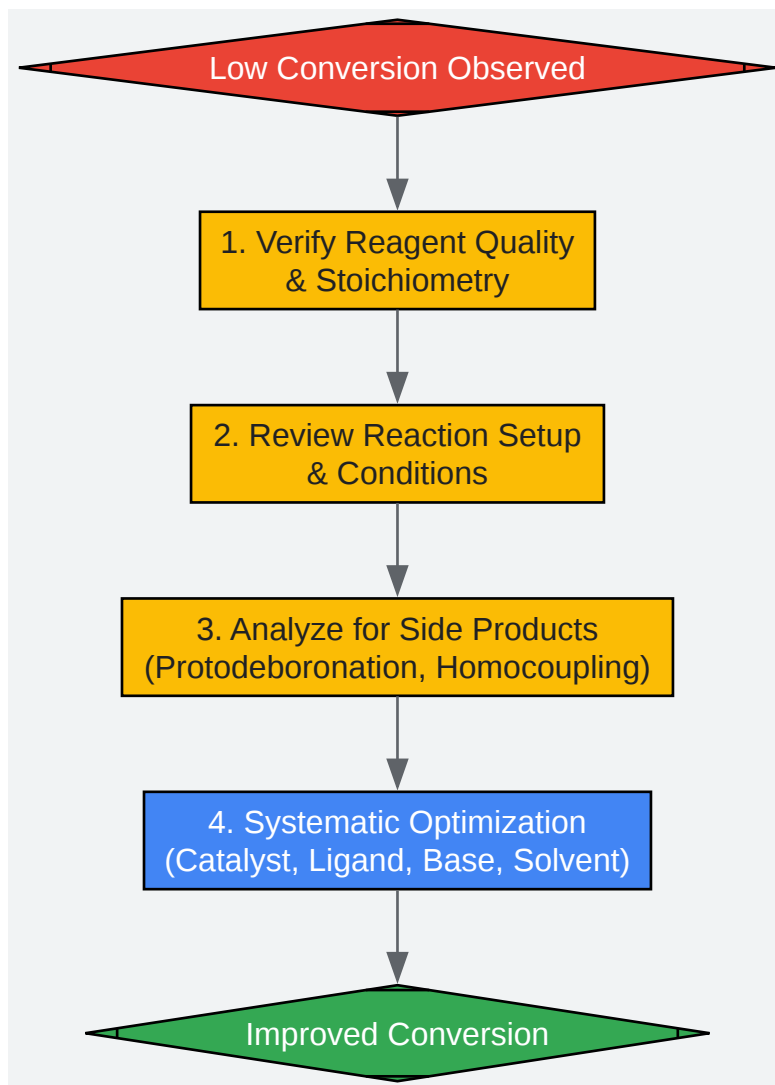 Low Conversion Observed
1. Verify Reagent Quality
& Stoichiometry
2. Review Reaction Setup
& Conditions
3. Analyze for Side Products
(Protodeboronation, Homocoupling)
4. Systematic Optimization
(Catalyst, Ligand, Base, Solvent)
Improved Conversion